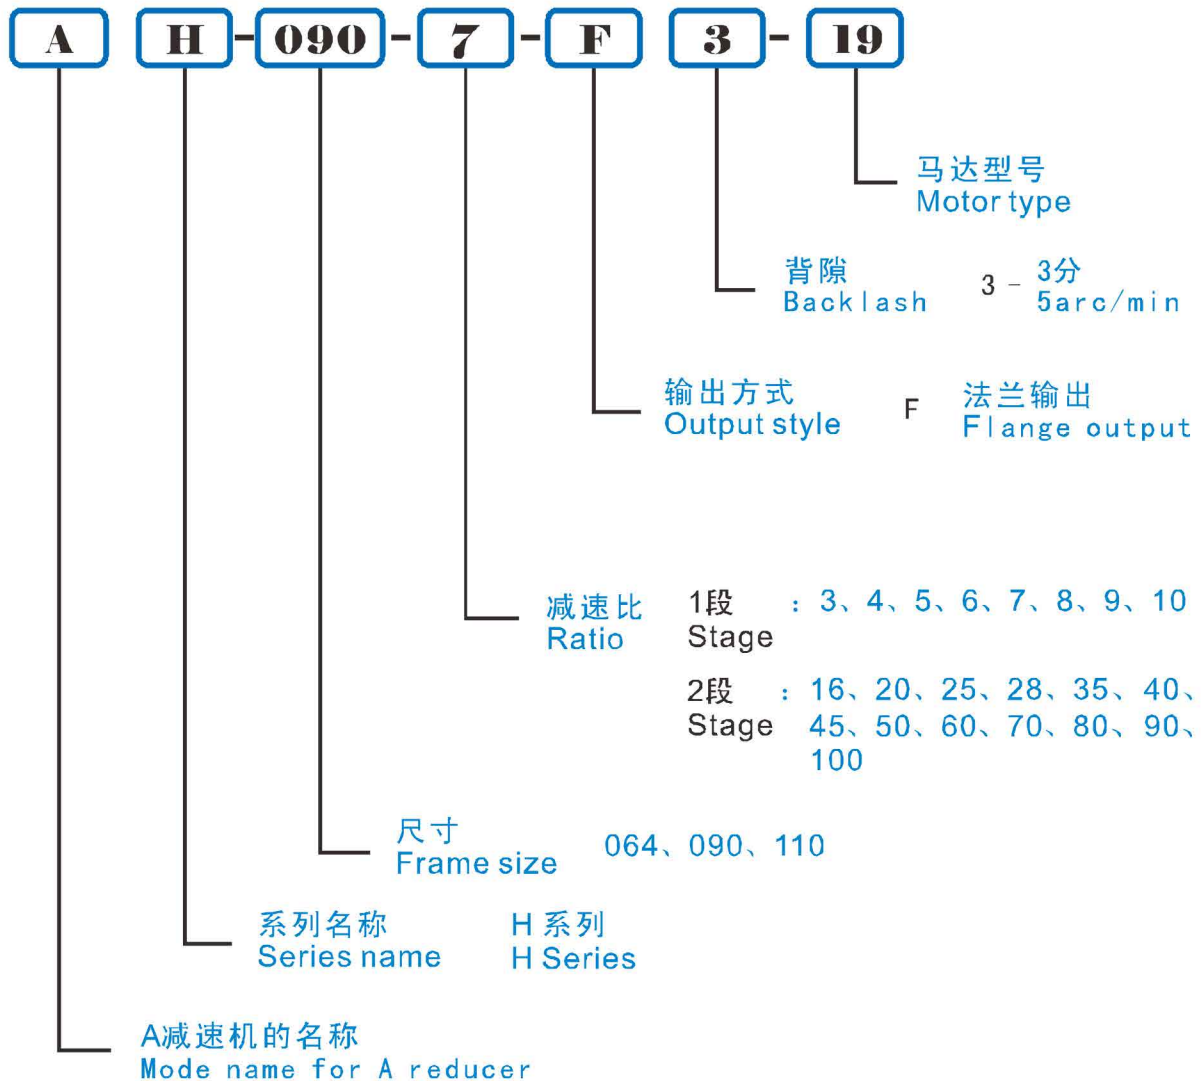 A H-090-7-F 3-19
马达型号
Motor type
背隙 3 - 3分
Backlash 5arc/min
输出方式 F 法兰输出
Output style Flange output
减速比 1段 : 3、4、5、6、7、8、9、10
Ratio Stage
2段 : 16、20、25、28、35、40、
Stage 45、50、60、70、80、90、
100
尺寸 064、090、110
Frame size
系列名称 H 系列
Series name H Series
A减速机的名称
Mode name for A reducer